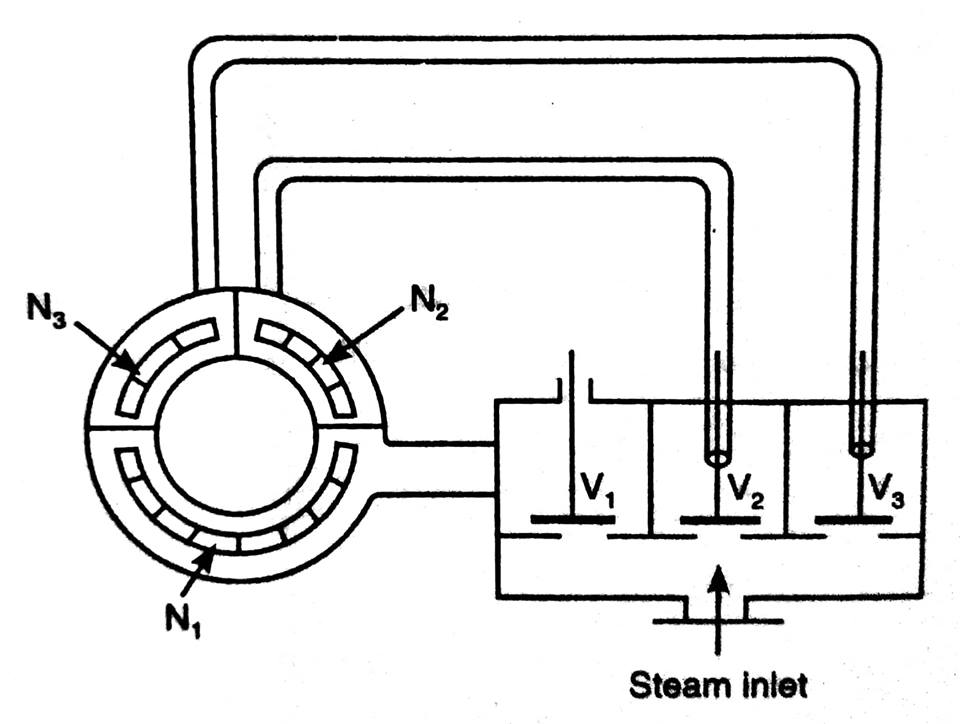 N₃
N₂
V₁
V₂
V₃
N₁
Steam inlet